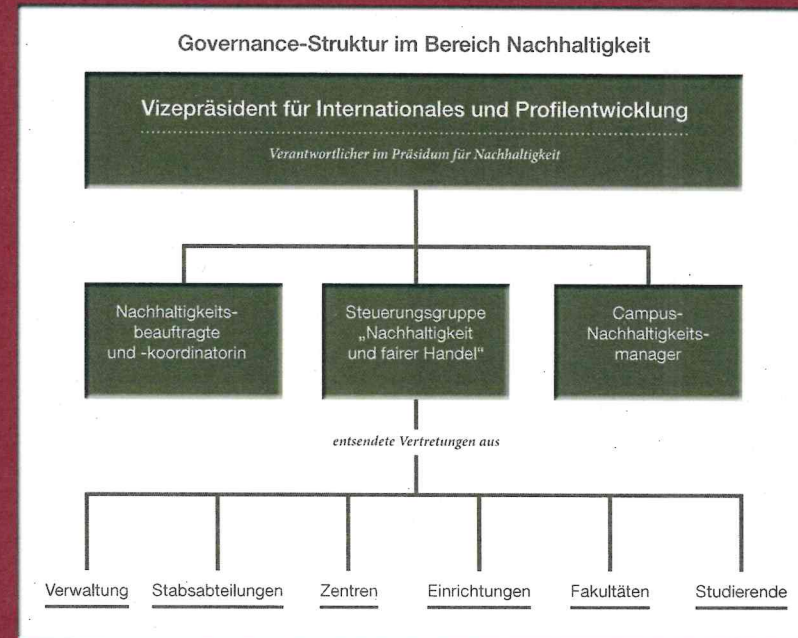 Governance-Struktur im Bereich Nachhaltigkeit
Vizepräsident für Internationales und Profilentwicklung
Verantwortlicher im Präsidum für Nachhaltigkeit
Nachhaltigkeits-
beauftragte
und -koordinatorin
Steuerungsgruppe
„Nachhaltigkeit
und fairer Handel“
Campus-
Nachhaltigkeits-
manager
entsendete Vertretungen aus
Verwaltung
Stabsabteilungen
Zentren
Einrichtungen
Fakultäten
Studierende